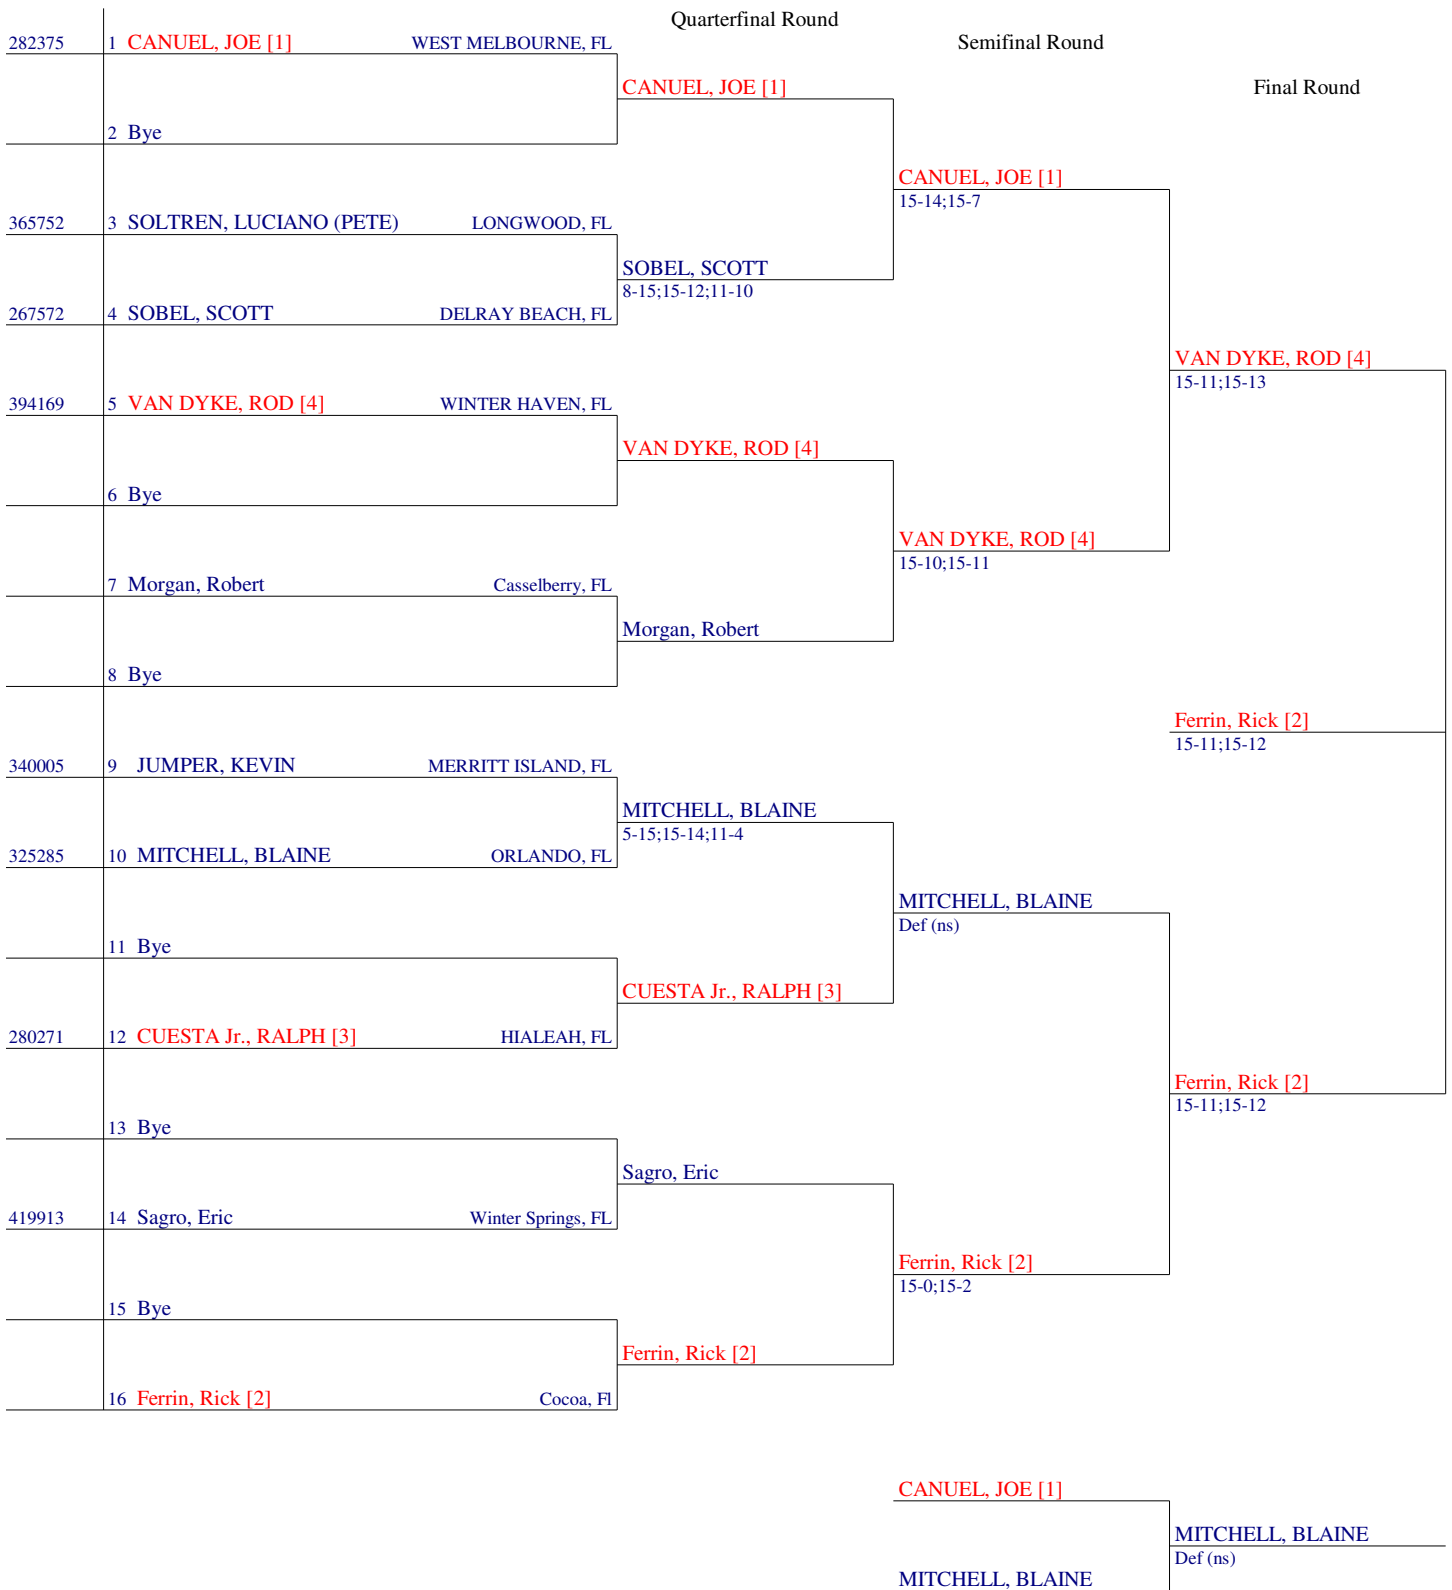 Quarterfinal Round
Semifinal Round
Final Round
282375 1 CANUEL, JOE [1] WEST MELBOURNE, FL
CANUEL, JOE [1]
2 Bye
CANUEL, JOE [1]
15-14;15-7
365752 3 SOLTREN, LUCIANO (PETE) LONGWOOD, FL
SOBEL, SCOTT
8-15;15-12;11-10
267572 4 SOBEL, SCOTT DELRAY BEACH, FL
VAN DYKE, ROD [4]
15-11;15-13
394169 5 VAN DYKE, ROD [4] WINTER HAVEN, FL
VAN DYKE, ROD [4]
6 Bye
VAN DYKE, ROD [4]
15-10;15-11
7 Morgan, Robert Casselberry, FL
Morgan, Robert
8 Bye
Ferrin, Rick [2]
15-11;15-12
340005 9 JUMPER, KEVIN MERRITT ISLAND, FL
MITCHELL, BLAINE
5-15;15-14;11-4
325285 10 MITCHELL, BLAINE ORLANDO, FL
MITCHELL, BLAINE
Def (ns)
11 Bye
CUESTA Jr., RALPH [3]
280271 12 CUESTA Jr., RALPH [3] HIALEAH, FL
Ferrin, Rick [2]
15-11;15-12
13 Bye
Sagro, Eric
419913 14 Sagro, Eric Winter Springs, FL
Ferrin, Rick [2]
15-0;15-2
15 Bye
Ferrin, Rick [2]
16 Ferrin, Rick [2] Cocoa, Fl
CANUEL, JOE [1]
MITCHELL, BLAINE
Def (ns)
MITCHELL, BLAINE